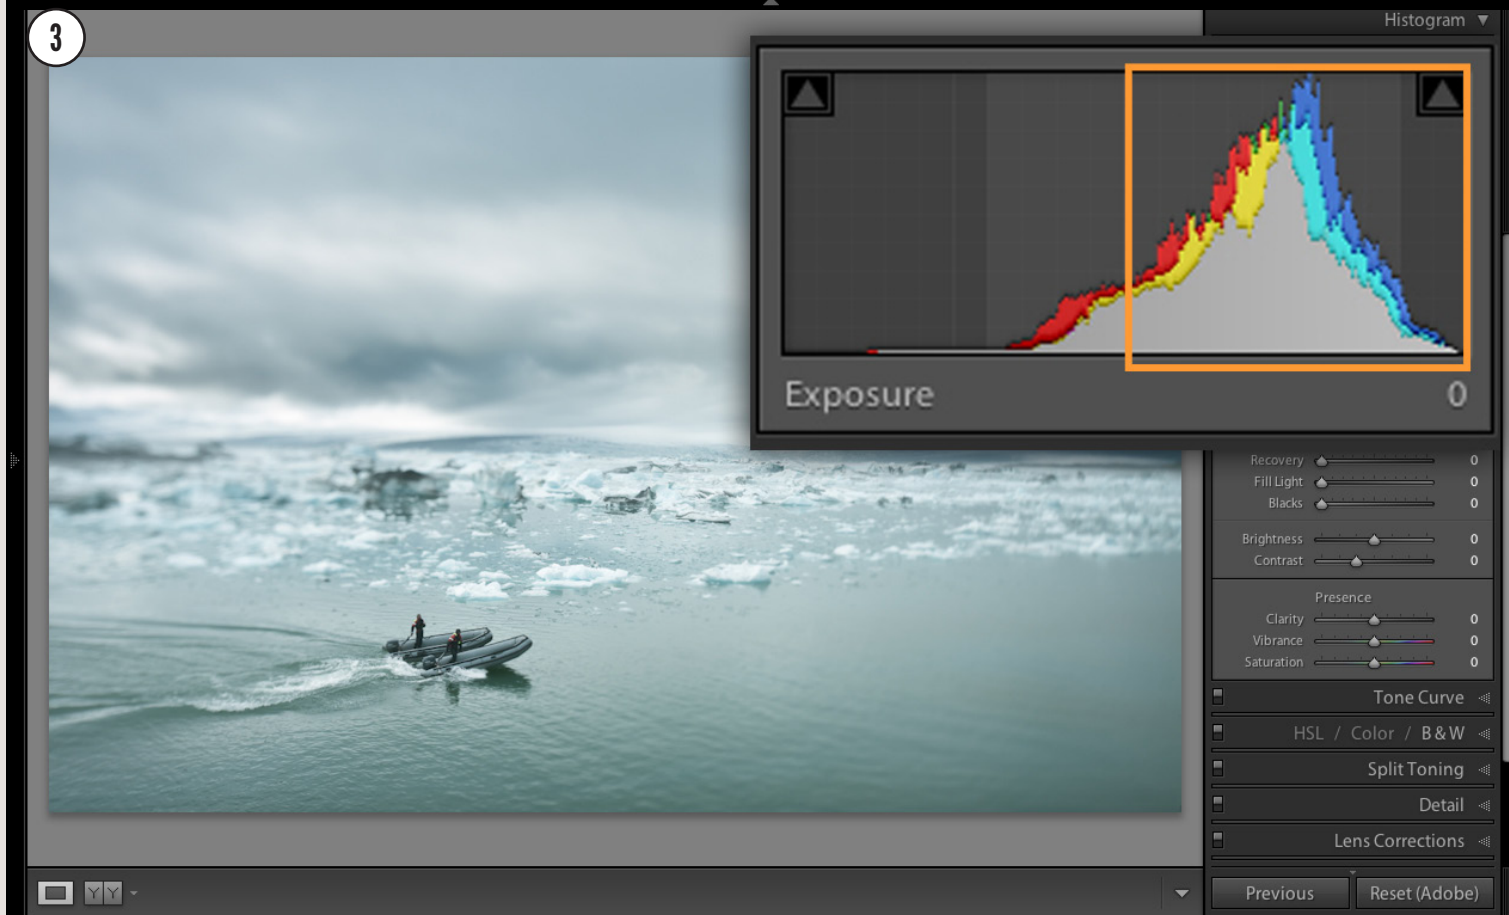 3
Histogram
Exposure 0
Recovery 0
Fill Light 0
Blacks 0
Brightness 0
Contrast 0
Presence
Clarity 0
Vibrance 0
Saturation 0
Tone Curve
HSL / Color / B & W
Split Toning
Detail
Lens Corrections
Y Y
Previous Reset (Adobe)